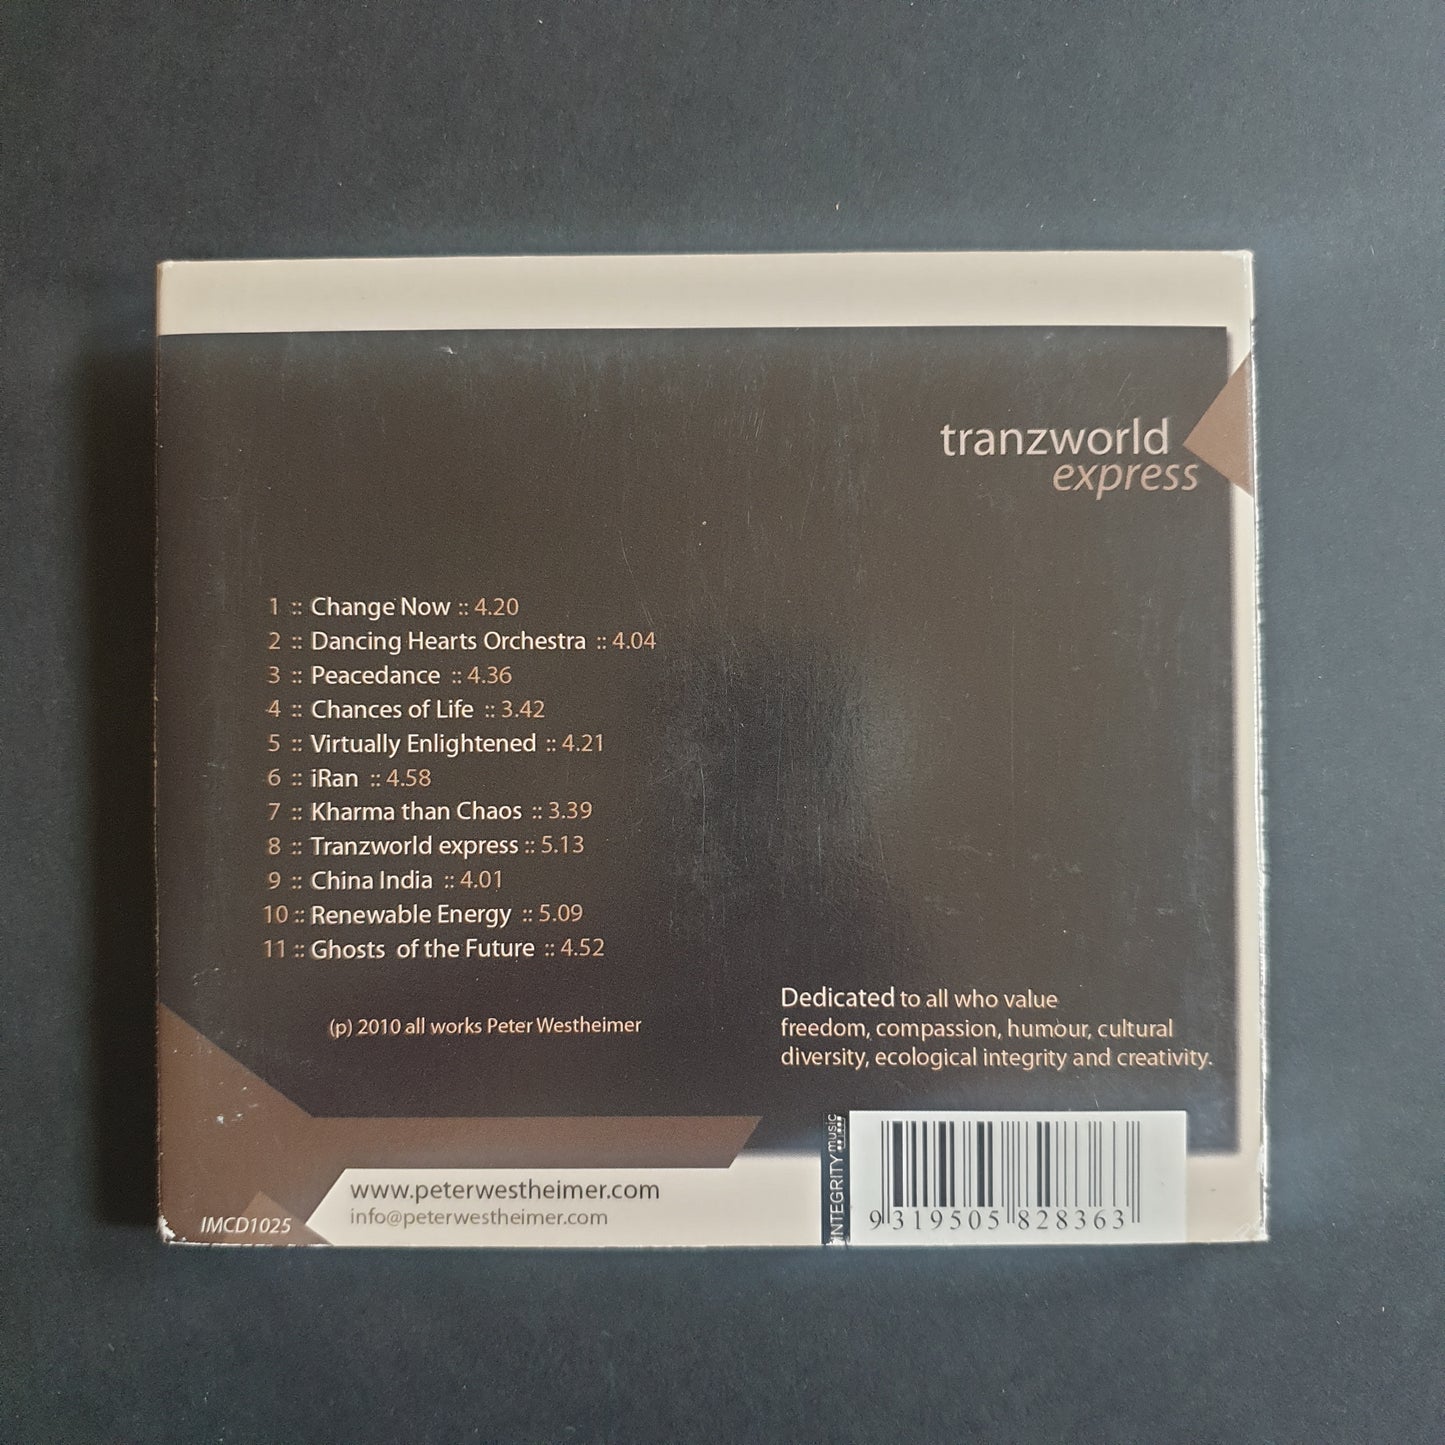 tranzworld
express
1 :: Change Now :: 4.20
2 :: Dancing Hearts Orchestra :: 4.04
3 :: Peacedance :: 4.36
4 :: Chances of Life :: 3.42
5 :: Virtually Enlightened :: 4.21
6 :: iRan :: 4.58
7 :: Kharma than Chaos :: 3.39
8 :: Tranzworld express :: 5.13
9 :: China India :: 4.01
10 :: Renewable Energy :: 5.09
11 :: Ghosts of the Future :: 4.52
(p) 2010 all works Peter Westheimer
Dedicated to all who value
freedom, compassion, humour, cultural
diversity, ecological integrity and creativity.
www.peterwestheimer.com
info@peterwestheimer.com
IMCD1025
INTEGRITY music
9 319505 828363